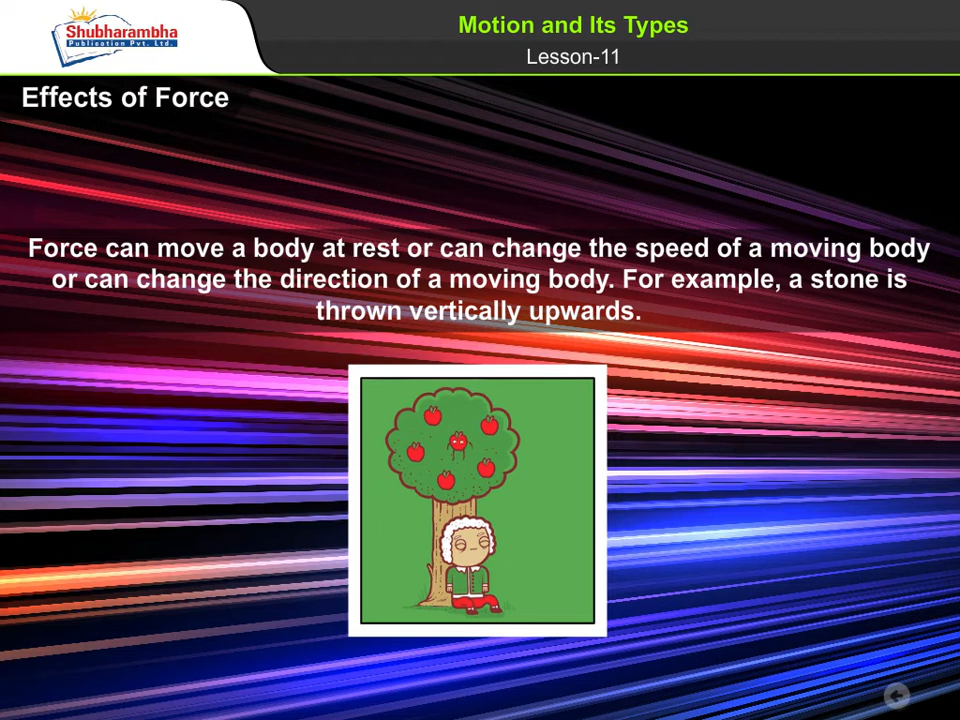 Shubharambha
Publication Pvt. Ltd.
Motion and Its Types
Lesson-11
Effects of Force
Force can move a body at rest or can change the speed of a moving body
or can change the direction of a moving body. For example, a stone is
thrown vertically upwards.